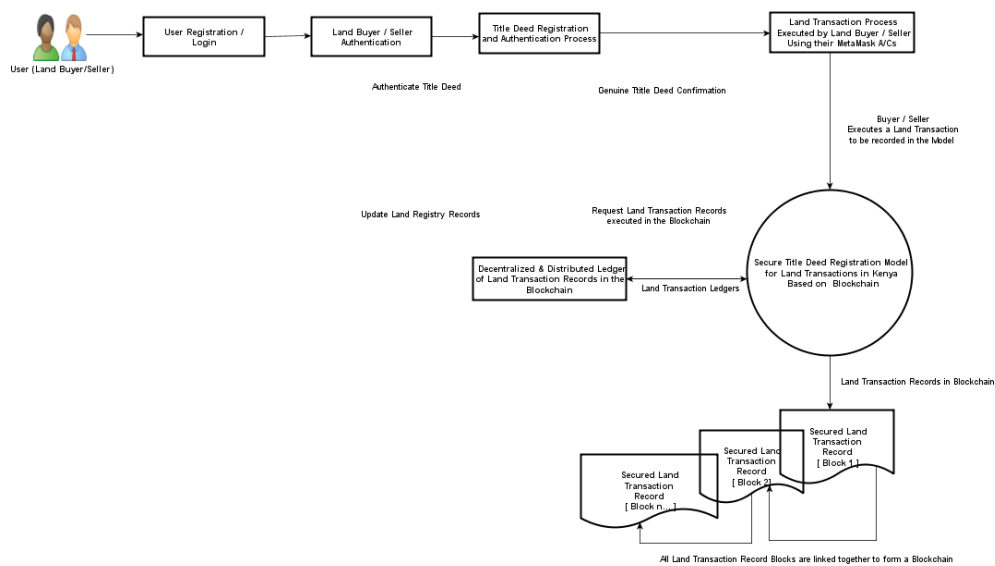 User (Land Buyer/Seller)
User Registration /
Login
Land Buyer / Seller
Authentication
Title Deed Registration
and Authentication Process
Land Transaction Process
Executed by Land Buyer / Seller
Using their MetaMask A/Cs
Authenticate Title Deed
Genuine Ttitle Deed Confirmation
Buyer / Seller
Executes a Land Transaction
to be recorded in the Model
Update Land Registry Records
Request Land Transaction Records
executed in the Blockchain
Secure Title Deed Registration Model
for Land Transactions in Kenya
Based on Blockchain
Decentralized & Distributed Ledger
of Land Transaction Records in the
Blockchain
Land Transaction Ledgers
Land Transaction Records in Blockchain
Secured Land
Transaction
Record
[ Block 1 ]
Secured Land
Transaction
Record
[ Block 2]
Secured Land
Transaction
Record
[ Block n.... ]
All Land Transaction Record Blocks are linked together to form a Blockchain